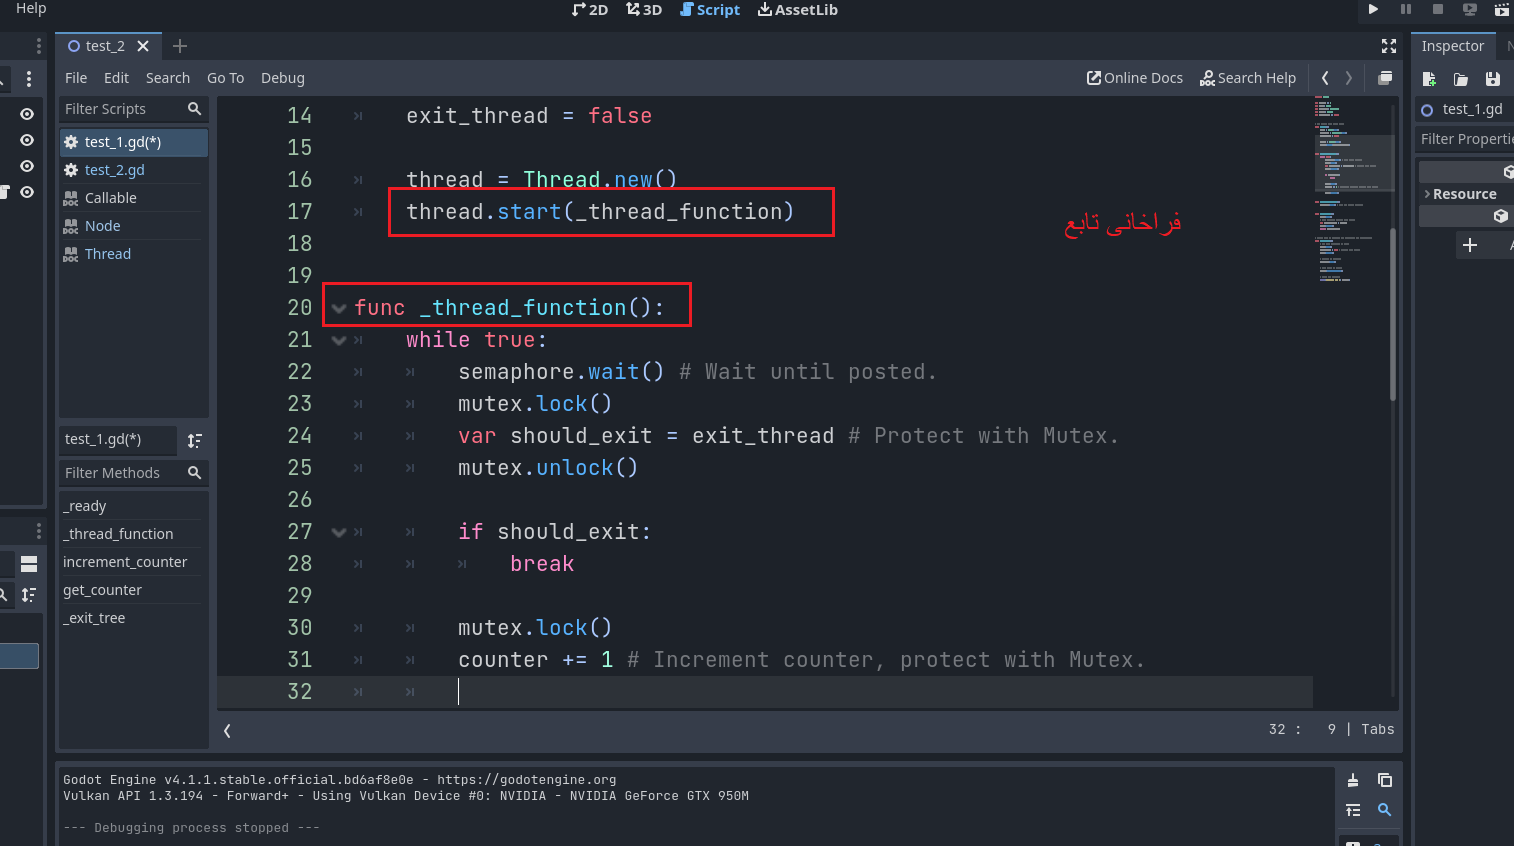 Help
2D 3D Script AssetLib
test_2
Inspector
File Edit Search Go To Debug
Online Docs Search Help
Filter Scripts
test_1.gd(*)
test_2.gd
Callable
Node
Thread
test_1.gd(*)
Filter Methods
_ready
_thread_function
increment_counter
get_counter
_exit_tree
14 exit_thread = false
15
16 thread = Thread.new()
17 thread.start(_thread_function)
فراخانی تابع
18
19
20 func _thread_function():
21 while true:
22 semaphore.wait() # Wait until posted.
23 mutex.lock()
24 var should_exit = exit_thread # Protect with Mutex.
25 mutex.unlock()
26
27 if should_exit:
28 break
29
30 mutex.lock()
31 counter += 1 # Increment counter, protect with Mutex.
32
32 : 9 | Tabs
test_1.gd
Filter Properti
Resource
Godot Engine v4.1.1.stable.official.bd6af8e0e - https://godotengine.org
Vulkan API 1.3.194 - Forward+ - Using Vulkan Device #0: NVIDIA - NVIDIA GeForce GTX 950M
--- Debugging process stopped ---